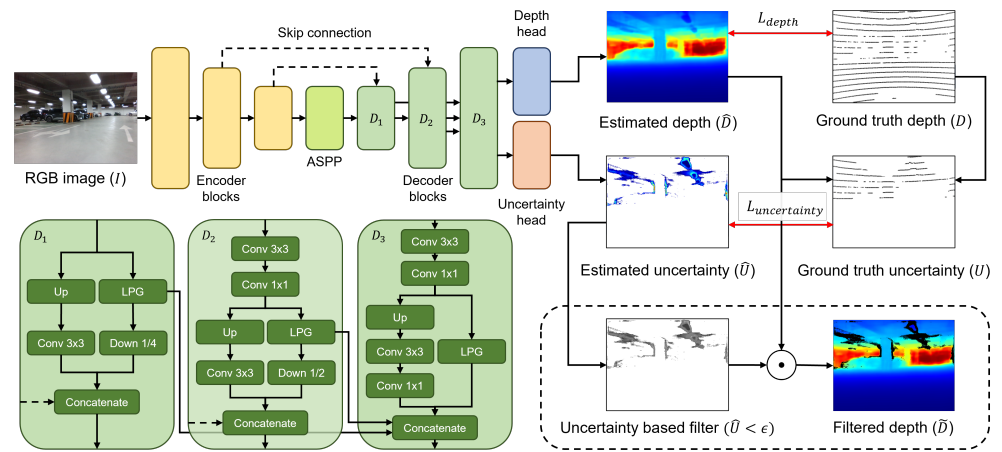 Skip connection
Depth
head
L_depth
D_1
D_2
D_3
ASPP
RGB image (I)
Encoder
blocks
Decoder
blocks
Uncertainty
head
Estimated depth (D̂)
Ground truth depth (D)
L_uncertainty
Estimated uncertainty (Û)
Ground truth uncertainty (U)
D_1
Up
LPG
Conv 3x3
Down 1/4
Concatenate
D_2
Conv 3x3
Conv 1x1
Up
LPG
Conv 3x3
Down 1/2
Concatenate
D_3
Conv 3x3
Conv 1x1
Up
Conv 3x3
LPG
Conv 1x1
Concatenate
Uncertainty based filter (Û < ϵ)
Filtered depth (D̃)